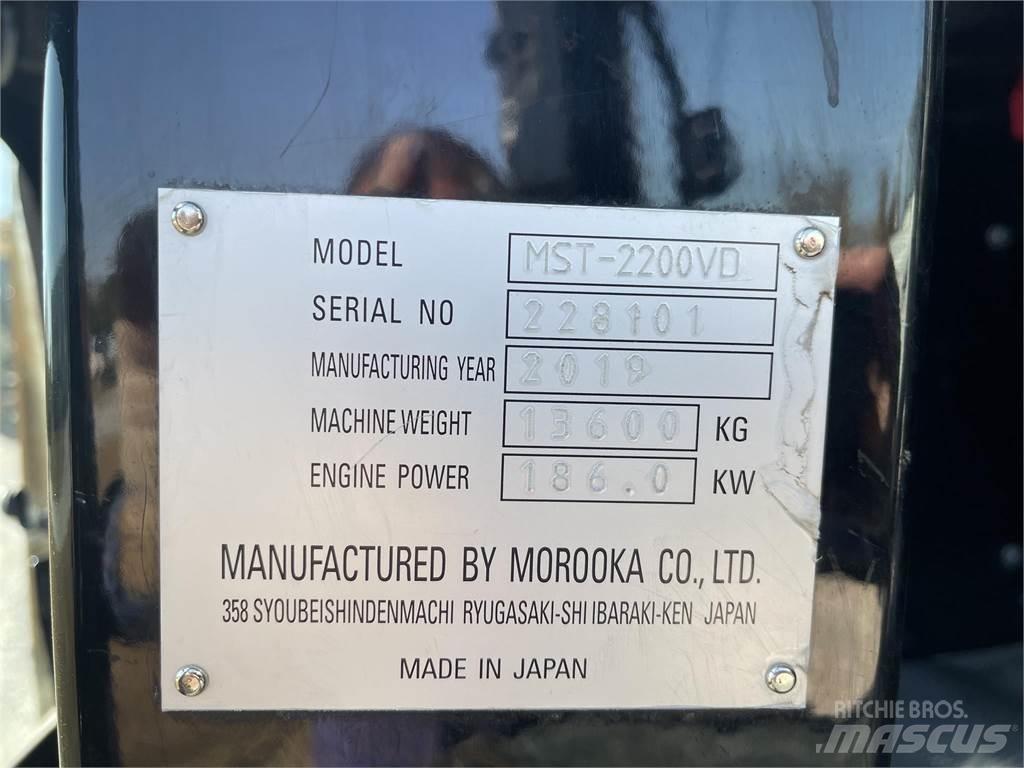 MODEL MST-2200VD
SERIAL NO 228101
MANUFACTURING YEAR 2019
MACHINE WEIGHT 13600 KG
ENGINE POWER 186.0 KW
MANUFACTURED BY MOROOKA CO., LTD.
358 SYOUBEISHINDENMACHI RYUGASAKI-SHI IBARAKI-KEN JAPAN
MADE IN JAPAN
RITCHIE BROS.
MASCUS